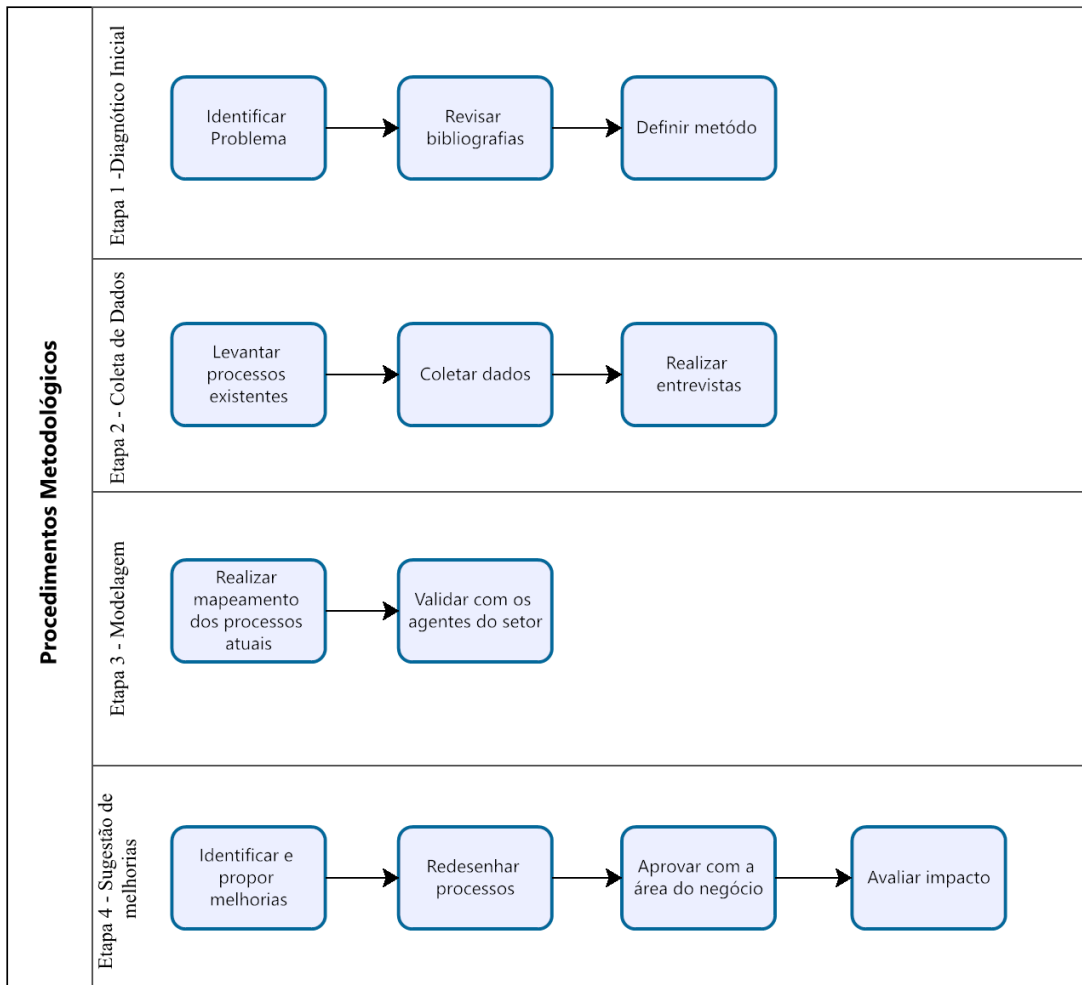 Procedimentos Metodológicos
Etapa 1 -Diagnótico Inicial
Identificar
Problema
Revisar
bibliografias
Definir metódo
Etapa 2 - Coleta de Dados
Levantar
processos
existentes
Coletar dados
Realizar
entrevistas
Etapa 3 - Modelagem
Realizar
mapeamento
dos processos
atuais
Validar com os
agentes do setor
Etapa 4 - Sugestão de
melhorias
Identificar e
propor
melhorias
Redesenhar
processos
Aprovar com a
área do negócio
Avaliar impacto